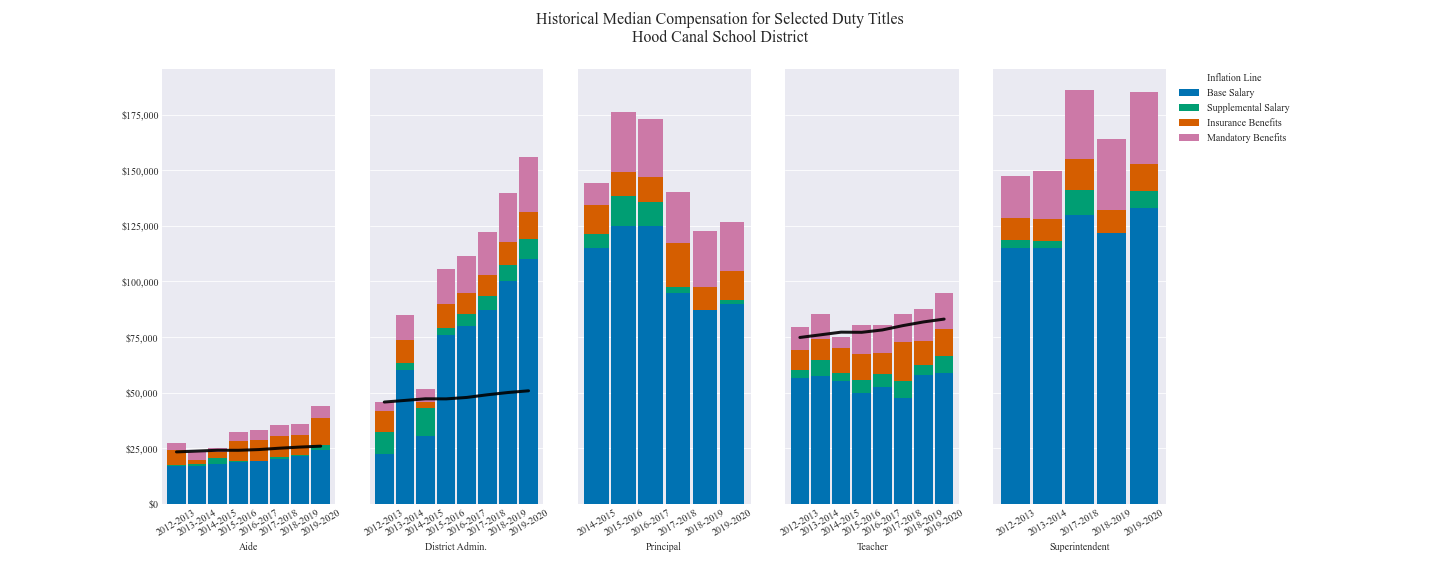 Historical Median Compensation for Selected Duty Titles
Hood Canal School District
Inflation Line
Base Salary
Supplemental Salary
Insurance Benefits
Mandatory Benefits
$175,000
$150,000
$125,000
$100,000
$75,000
$50,000
$25,000
$0
2012-2013 2013-2014 2014-2015 2015-2016 2016-2017 2017-2018 2018-2019 2019-2020
Aide
2012-2013 2013-2014 2014-2015 2015-2016 2016-2017 2017-2018 2018-2019 2019-2020
District Admin.
2014-2015 2015-2016 2016-2017 2017-2018 2018-2019 2019-2020
Principal
2012-2013 2013-2014 2014-2015 2015-2016 2016-2017 2017-2018 2018-2019 2019-2020
Teacher
2012-2013 2013-2014 2017-2018 2018-2019 2019-2020
Superintendent